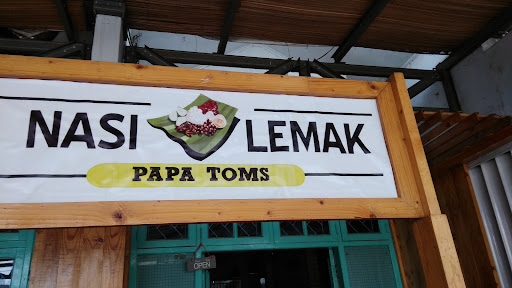 NASI LEMAK
PAPA TOMS
OPEN